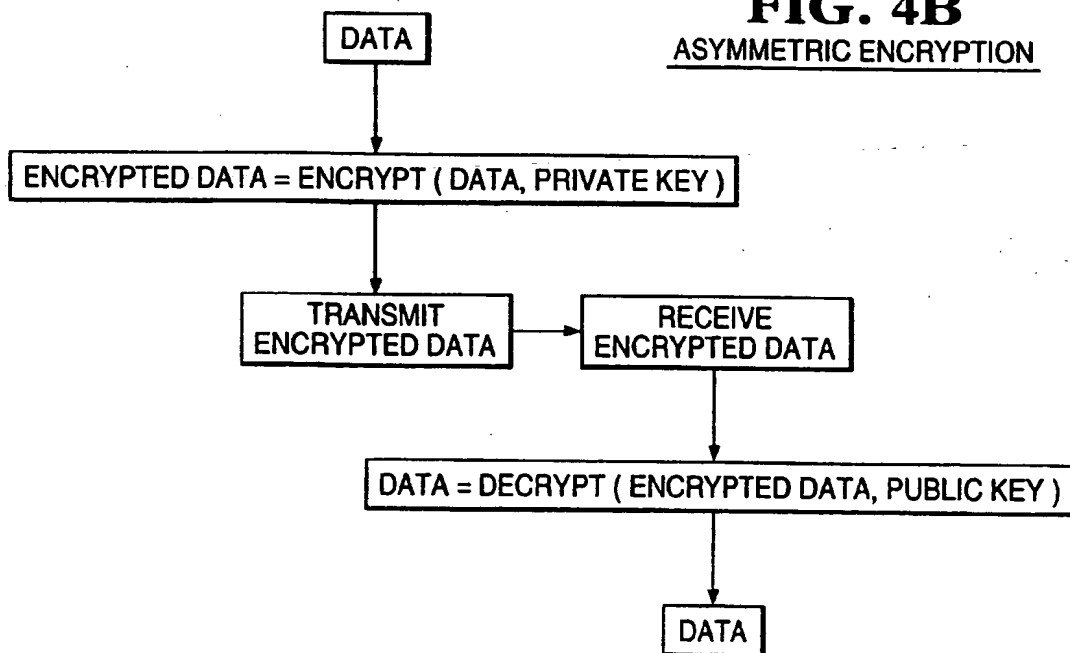 FIG. 4B
ASYMMETRIC ENCRYPTION
DATA
ENCRYPTED DATA = ENCRYPT ( DATA, PRIVATE KEY )
TRANSMIT
ENCRYPTED DATA
RECEIVE
ENCRYPTED DATA
DATA = DECRYPT ( ENCRYPTED DATA, PUBLIC KEY )
DATA